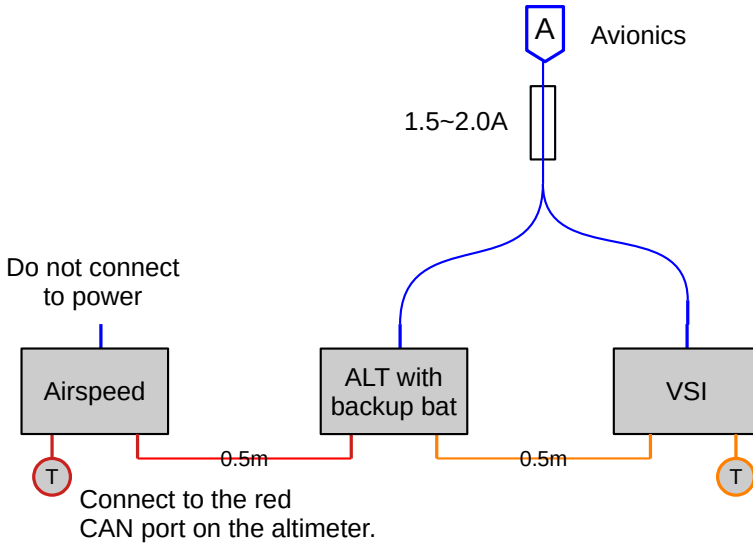 A
Avionics
1.5~2.0A
Do not connect
to power
Airspeed
ALT with
backup bat
VSI
0.5m
0.5m
T
T
Connect to the red
CAN port on the altimeter.